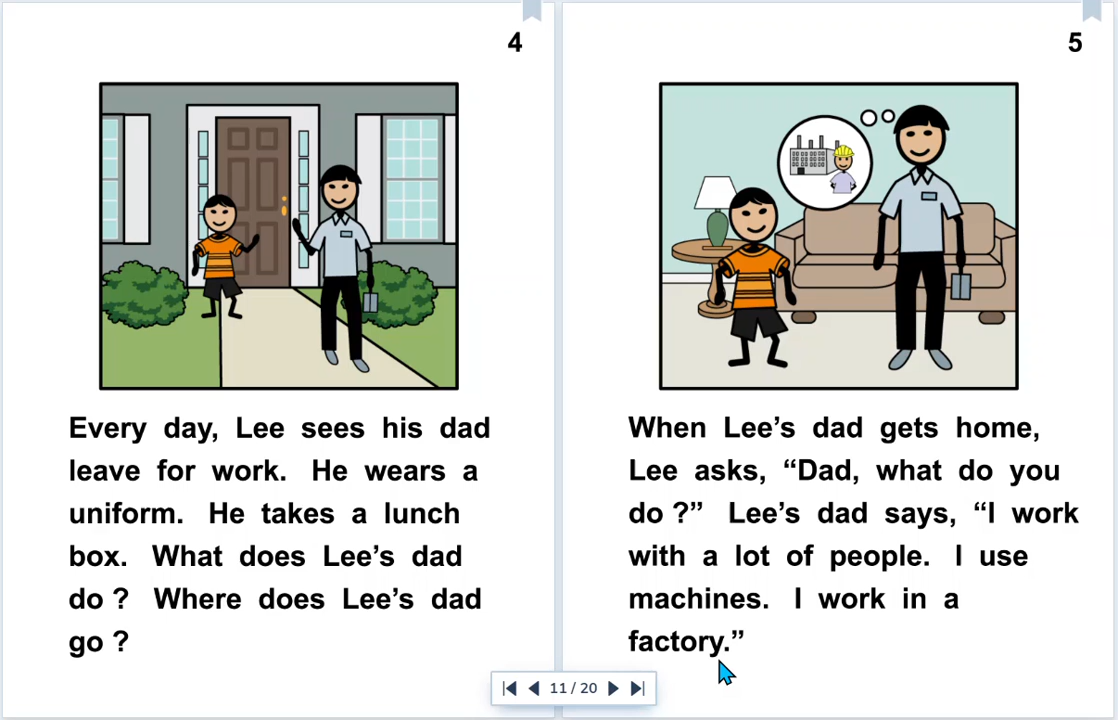 4
Every day, Lee sees his dad
leave for work. He wears a
uniform. He takes a lunch
box. What does Lee’s dad
do ? Where does Lee’s dad
go ?
5
When Lee’s dad gets home,
Lee asks, “Dad, what do you
do ?” Lee’s dad says, “I work
with a lot of people. I use
machines. I work in a
factory.”
11 / 20